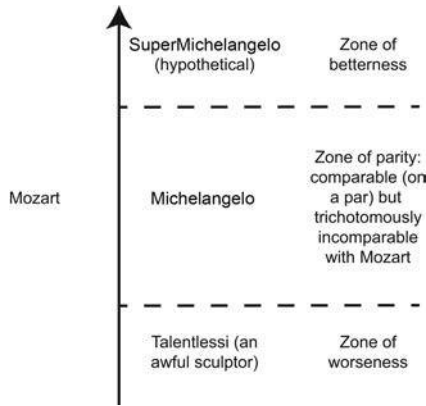 SuperMichelangelo
(hypothetical)
Zone of
betterness
Mozart
Michelangelo
Zone of parity:
comparable (on
a par) but
trichotomously
incomparable
with Mozart
Talentlessi (an
awful sculptor)
Zone of
worseness